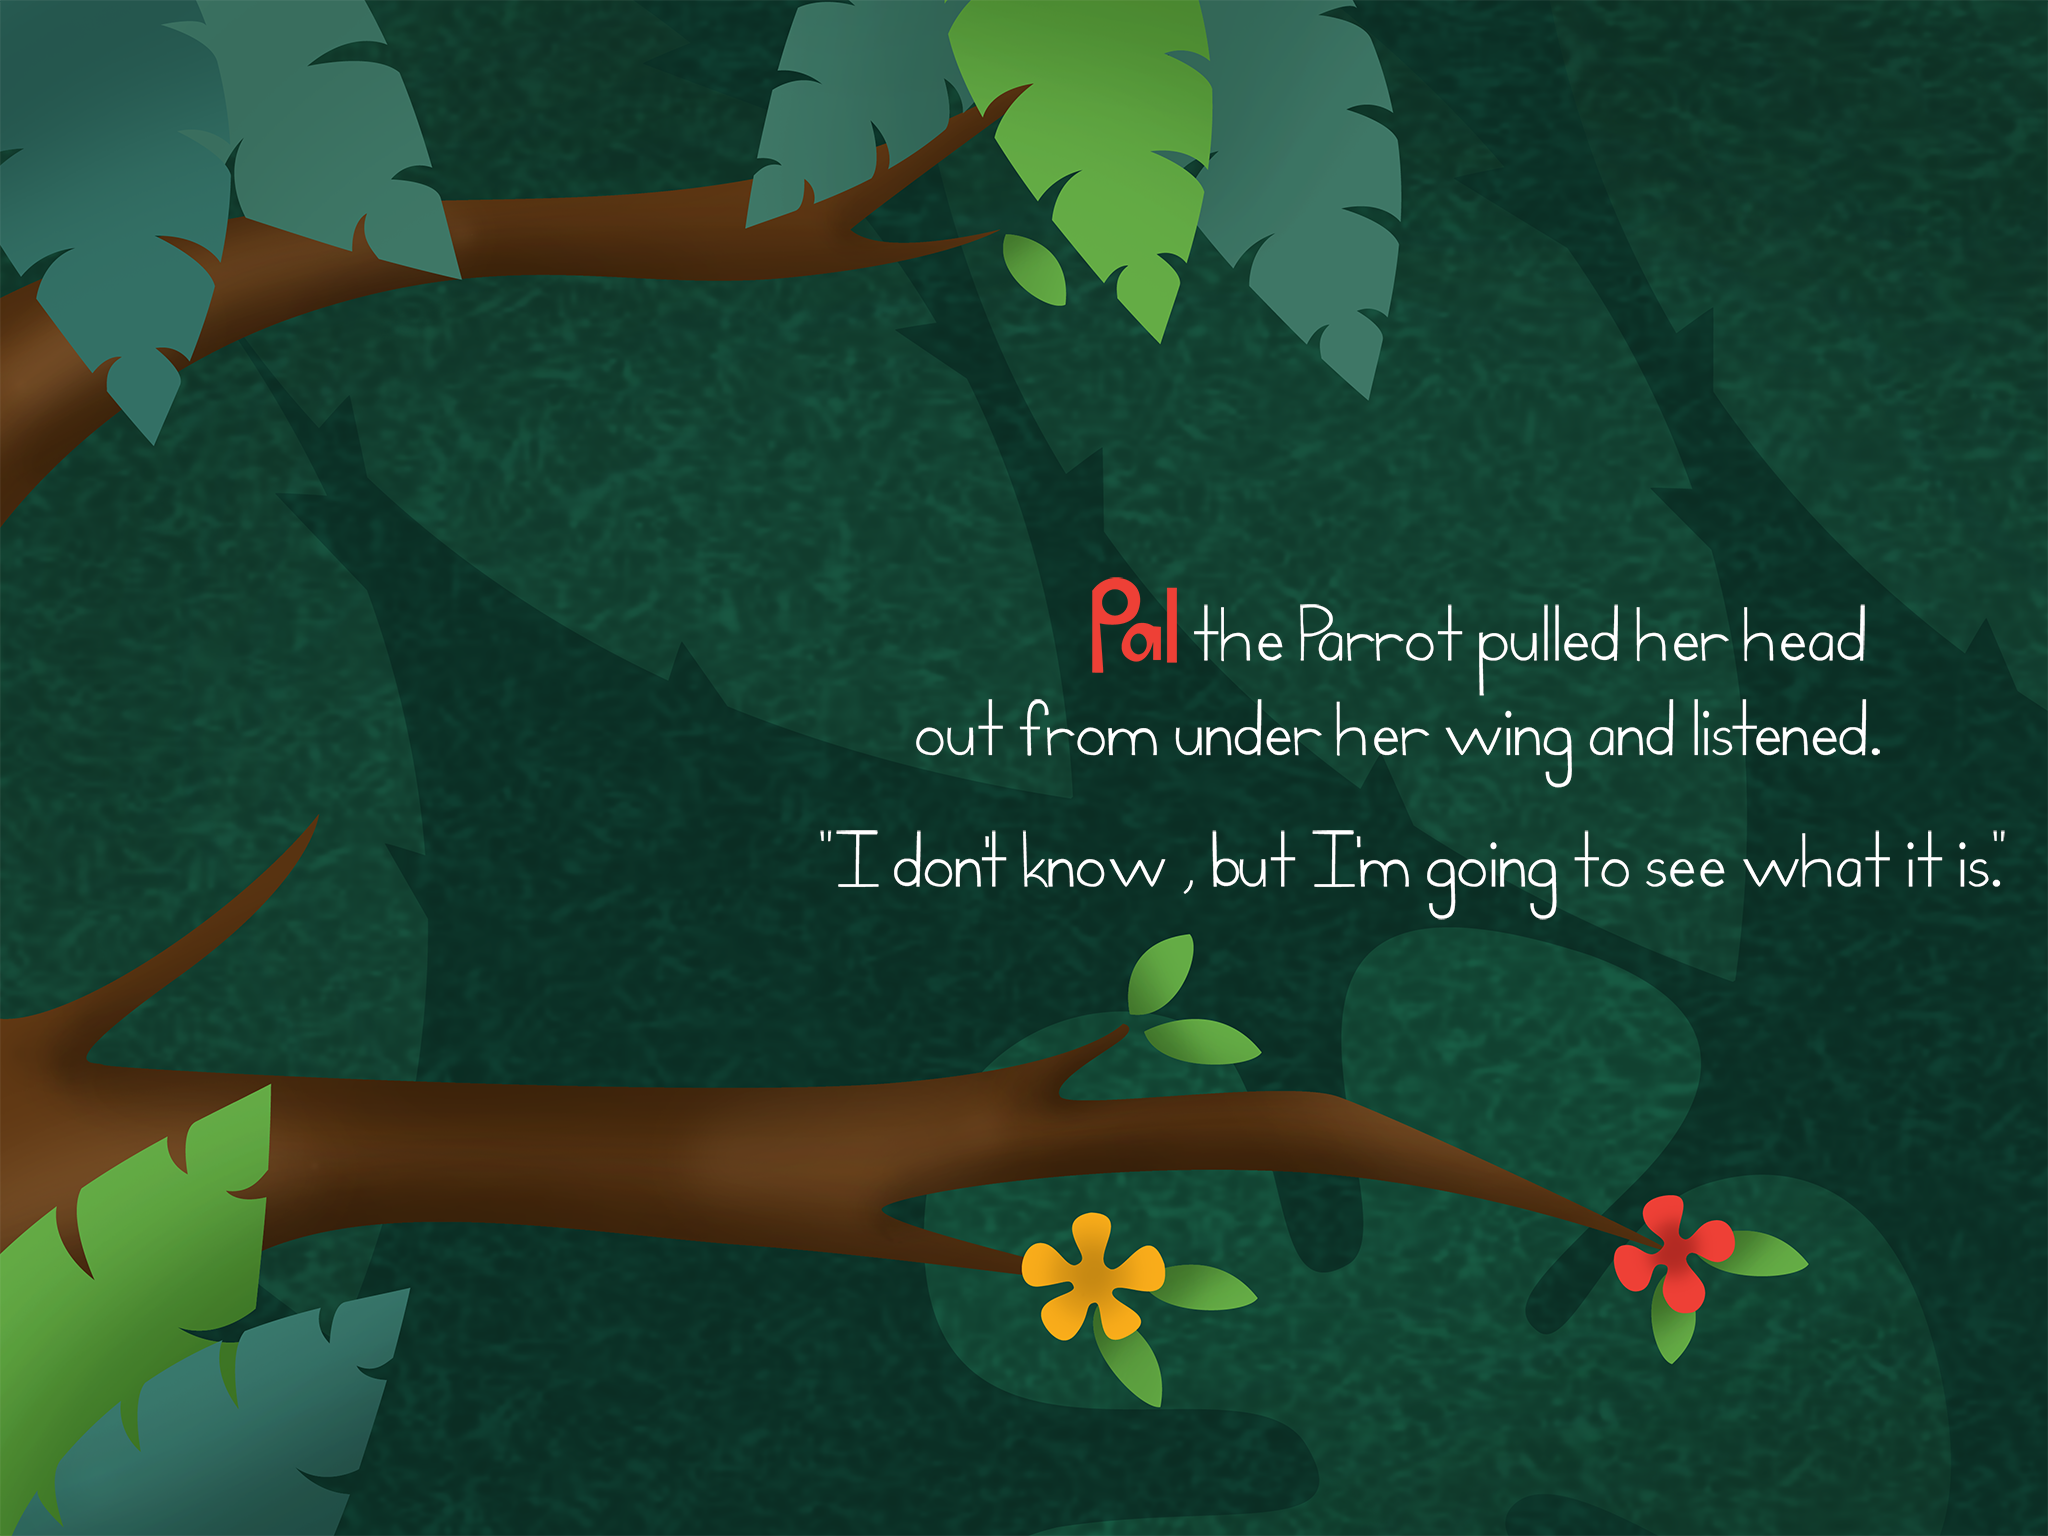 Pal the Parrot pulled her head
out from under her wing and listened.
"I don't know , but I'm going to see what it is."